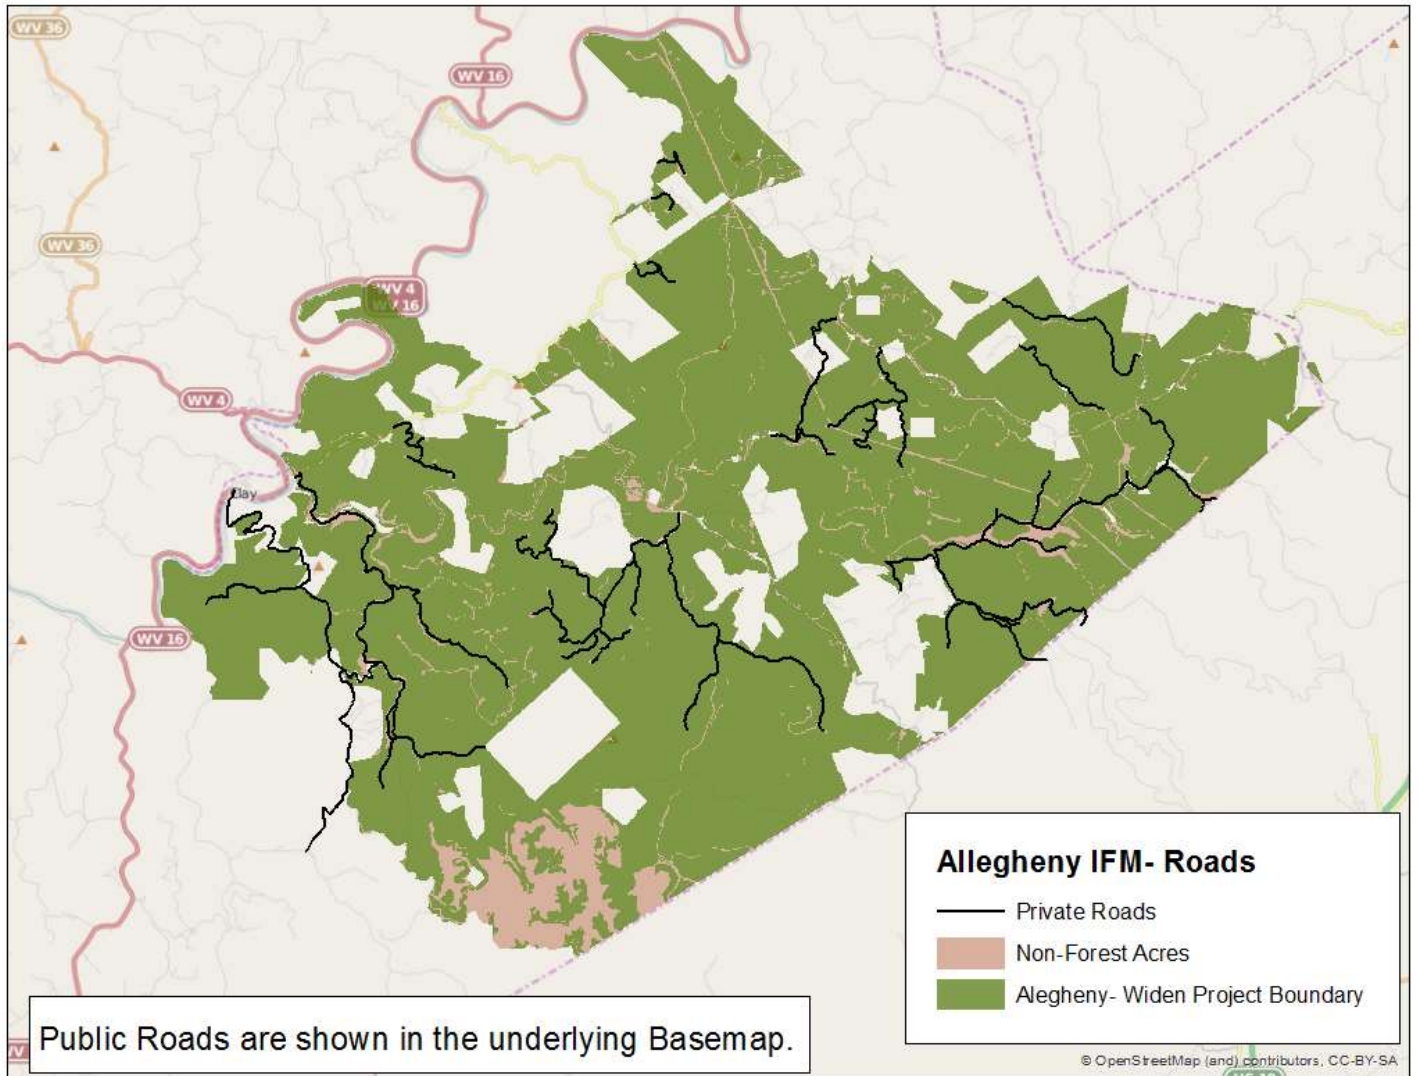 WV 36
WV 16
WV 36
WV 4
WV 16
WV 4
Clay
WV 16
Allegheny IFM- Roads
Private Roads
Non-Forest Acres
Alegheny- Widen Project Boundary
Public Roads are shown in the underlying Basemap.
© OpenStreetMap (and) contributors, CC-BY-SA